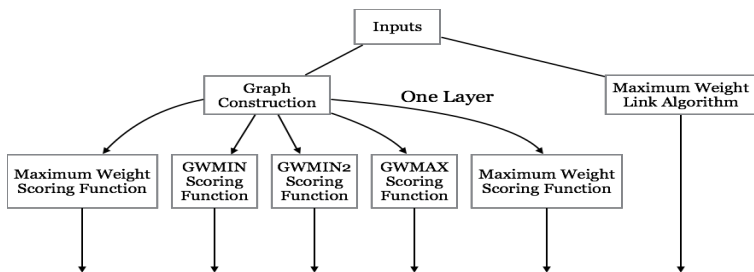 Inputs
Graph
Construction
One Layer
Maximum Weight
Link Algorithm
Maximum Weight
Scoring Function
GWMIN
Scoring
Function
GWMIN2
Scoring
Function
GWMAX
Scoring
Function
Maximum Weight
Scoring Function